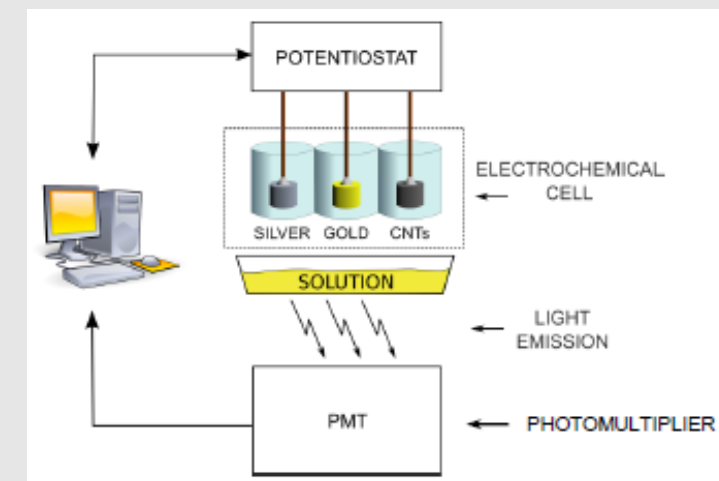 POTENTIOSTAT
ELECTROCHEMICAL
CELL
SILVER GOLD CNTs
SOLUTION
LIGHT
EMISSION
PMT
PHOTOMULTIPLIER